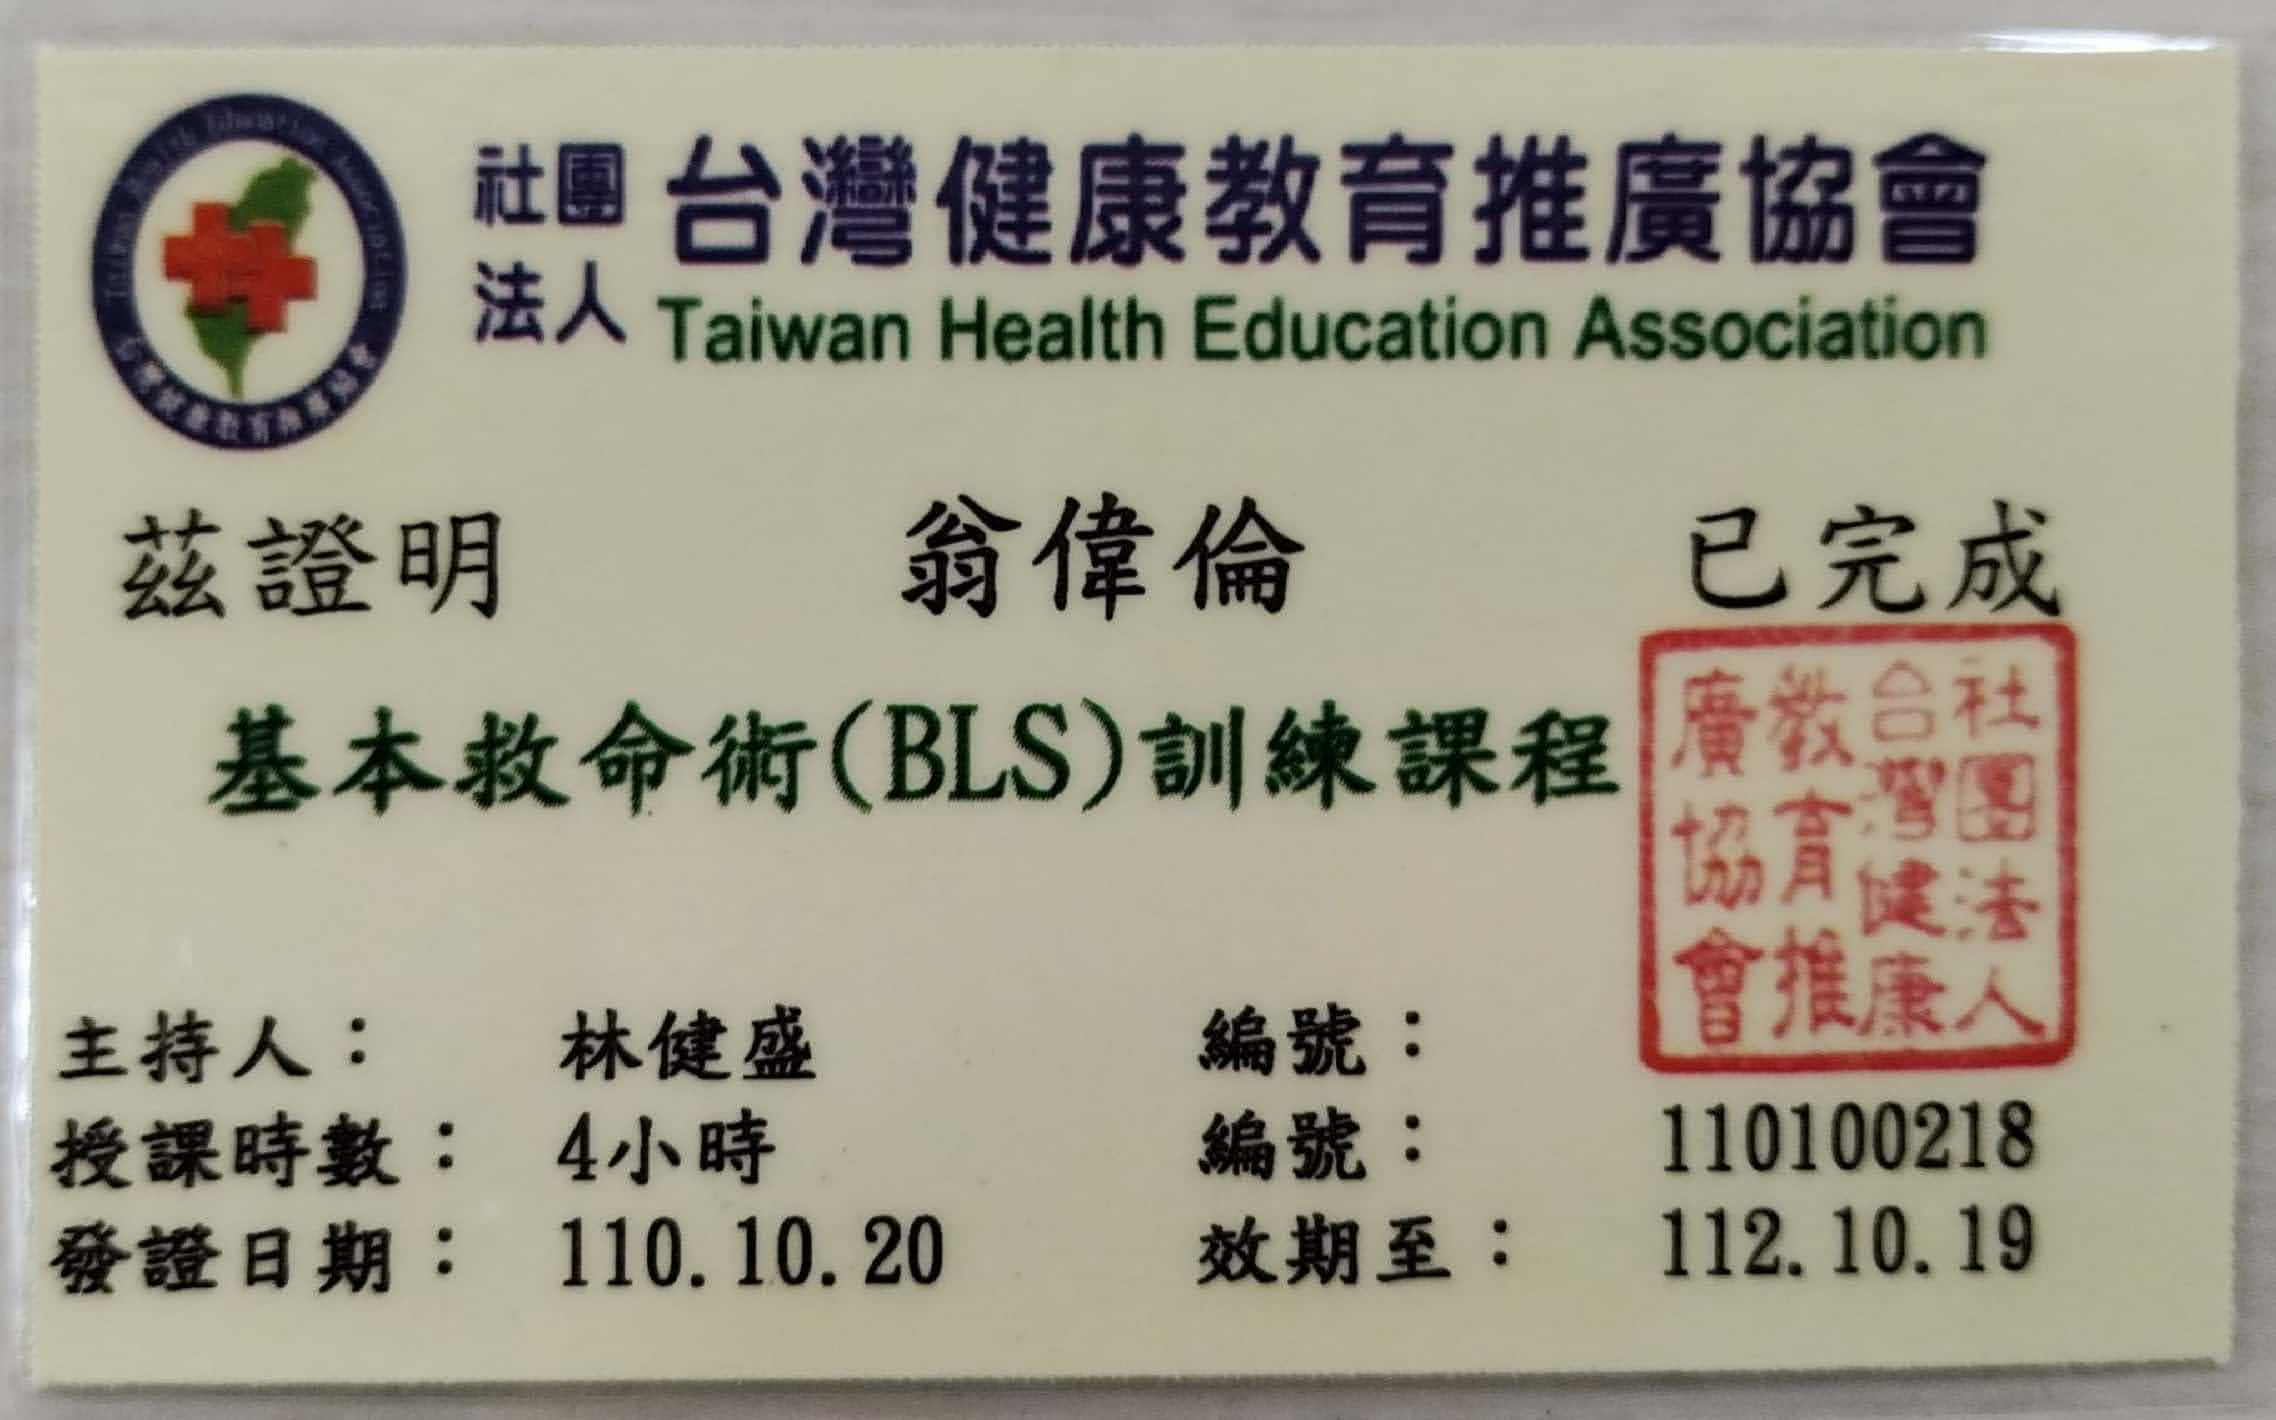 Taiwan Health Education Association
台灣健康教育推廣協會
社團法人
台灣健康教育推廣協會
Taiwan Health Education Association
茲證明 翁偉倫 已完成
基本救命術(BLS)訓練課程
社團法人
台灣健康
教育推
廣協會
主持人： 林健盛 編號：
授課時數： 4小時 編號： 110100218
發證日期： 110.10.20 效期至： 112.10.19